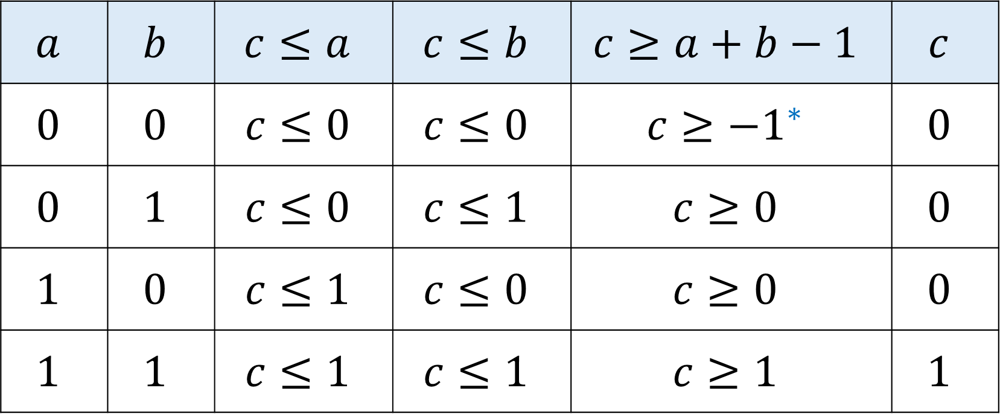 a b c ≤ a c ≤ b c ≥ a + b − 1 c
0 0 c ≤ 0 c ≤ 0 c ≥ −1* 0
0 1 c ≤ 0 c ≤ 1 c ≥ 0 0
1 0 c ≤ 1 c ≤ 0 c ≥ 0 0
1 1 c ≤ 1 c ≤ 1 c ≥ 1 1